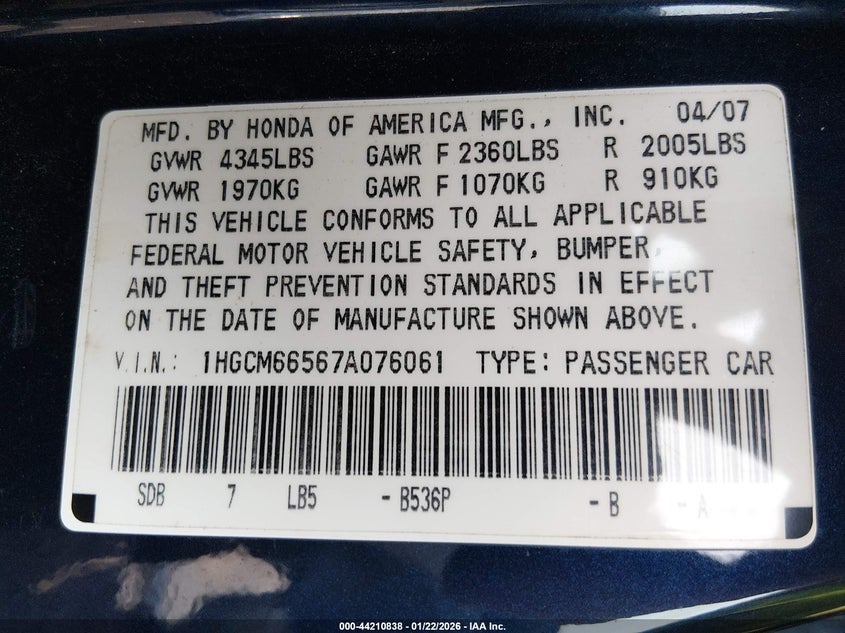 MFD. BY HONDA OF AMERICA MFG., INC. 04/07
GVWR 4345LBS GAWR F 2360LBS R 2005LBS
GVWR 1970KG GAWR F 1070KG R 910KG
THIS VEHICLE CONFORMS TO ALL APPLICABLE
FEDERAL MOTOR VEHICLE SAFETY, BUMPER,
AND THEFT PREVENTION STANDARDS IN EFFECT
ON THE DATE OF MANUFACTURE SHOWN ABOVE.
V.I.N.: 1HGCM66567A076061 TYPE: PASSENGER CAR
SDB 7 LB5 -B536P -B -A
000-44210838 - 01/22/2026 - IAA Inc.